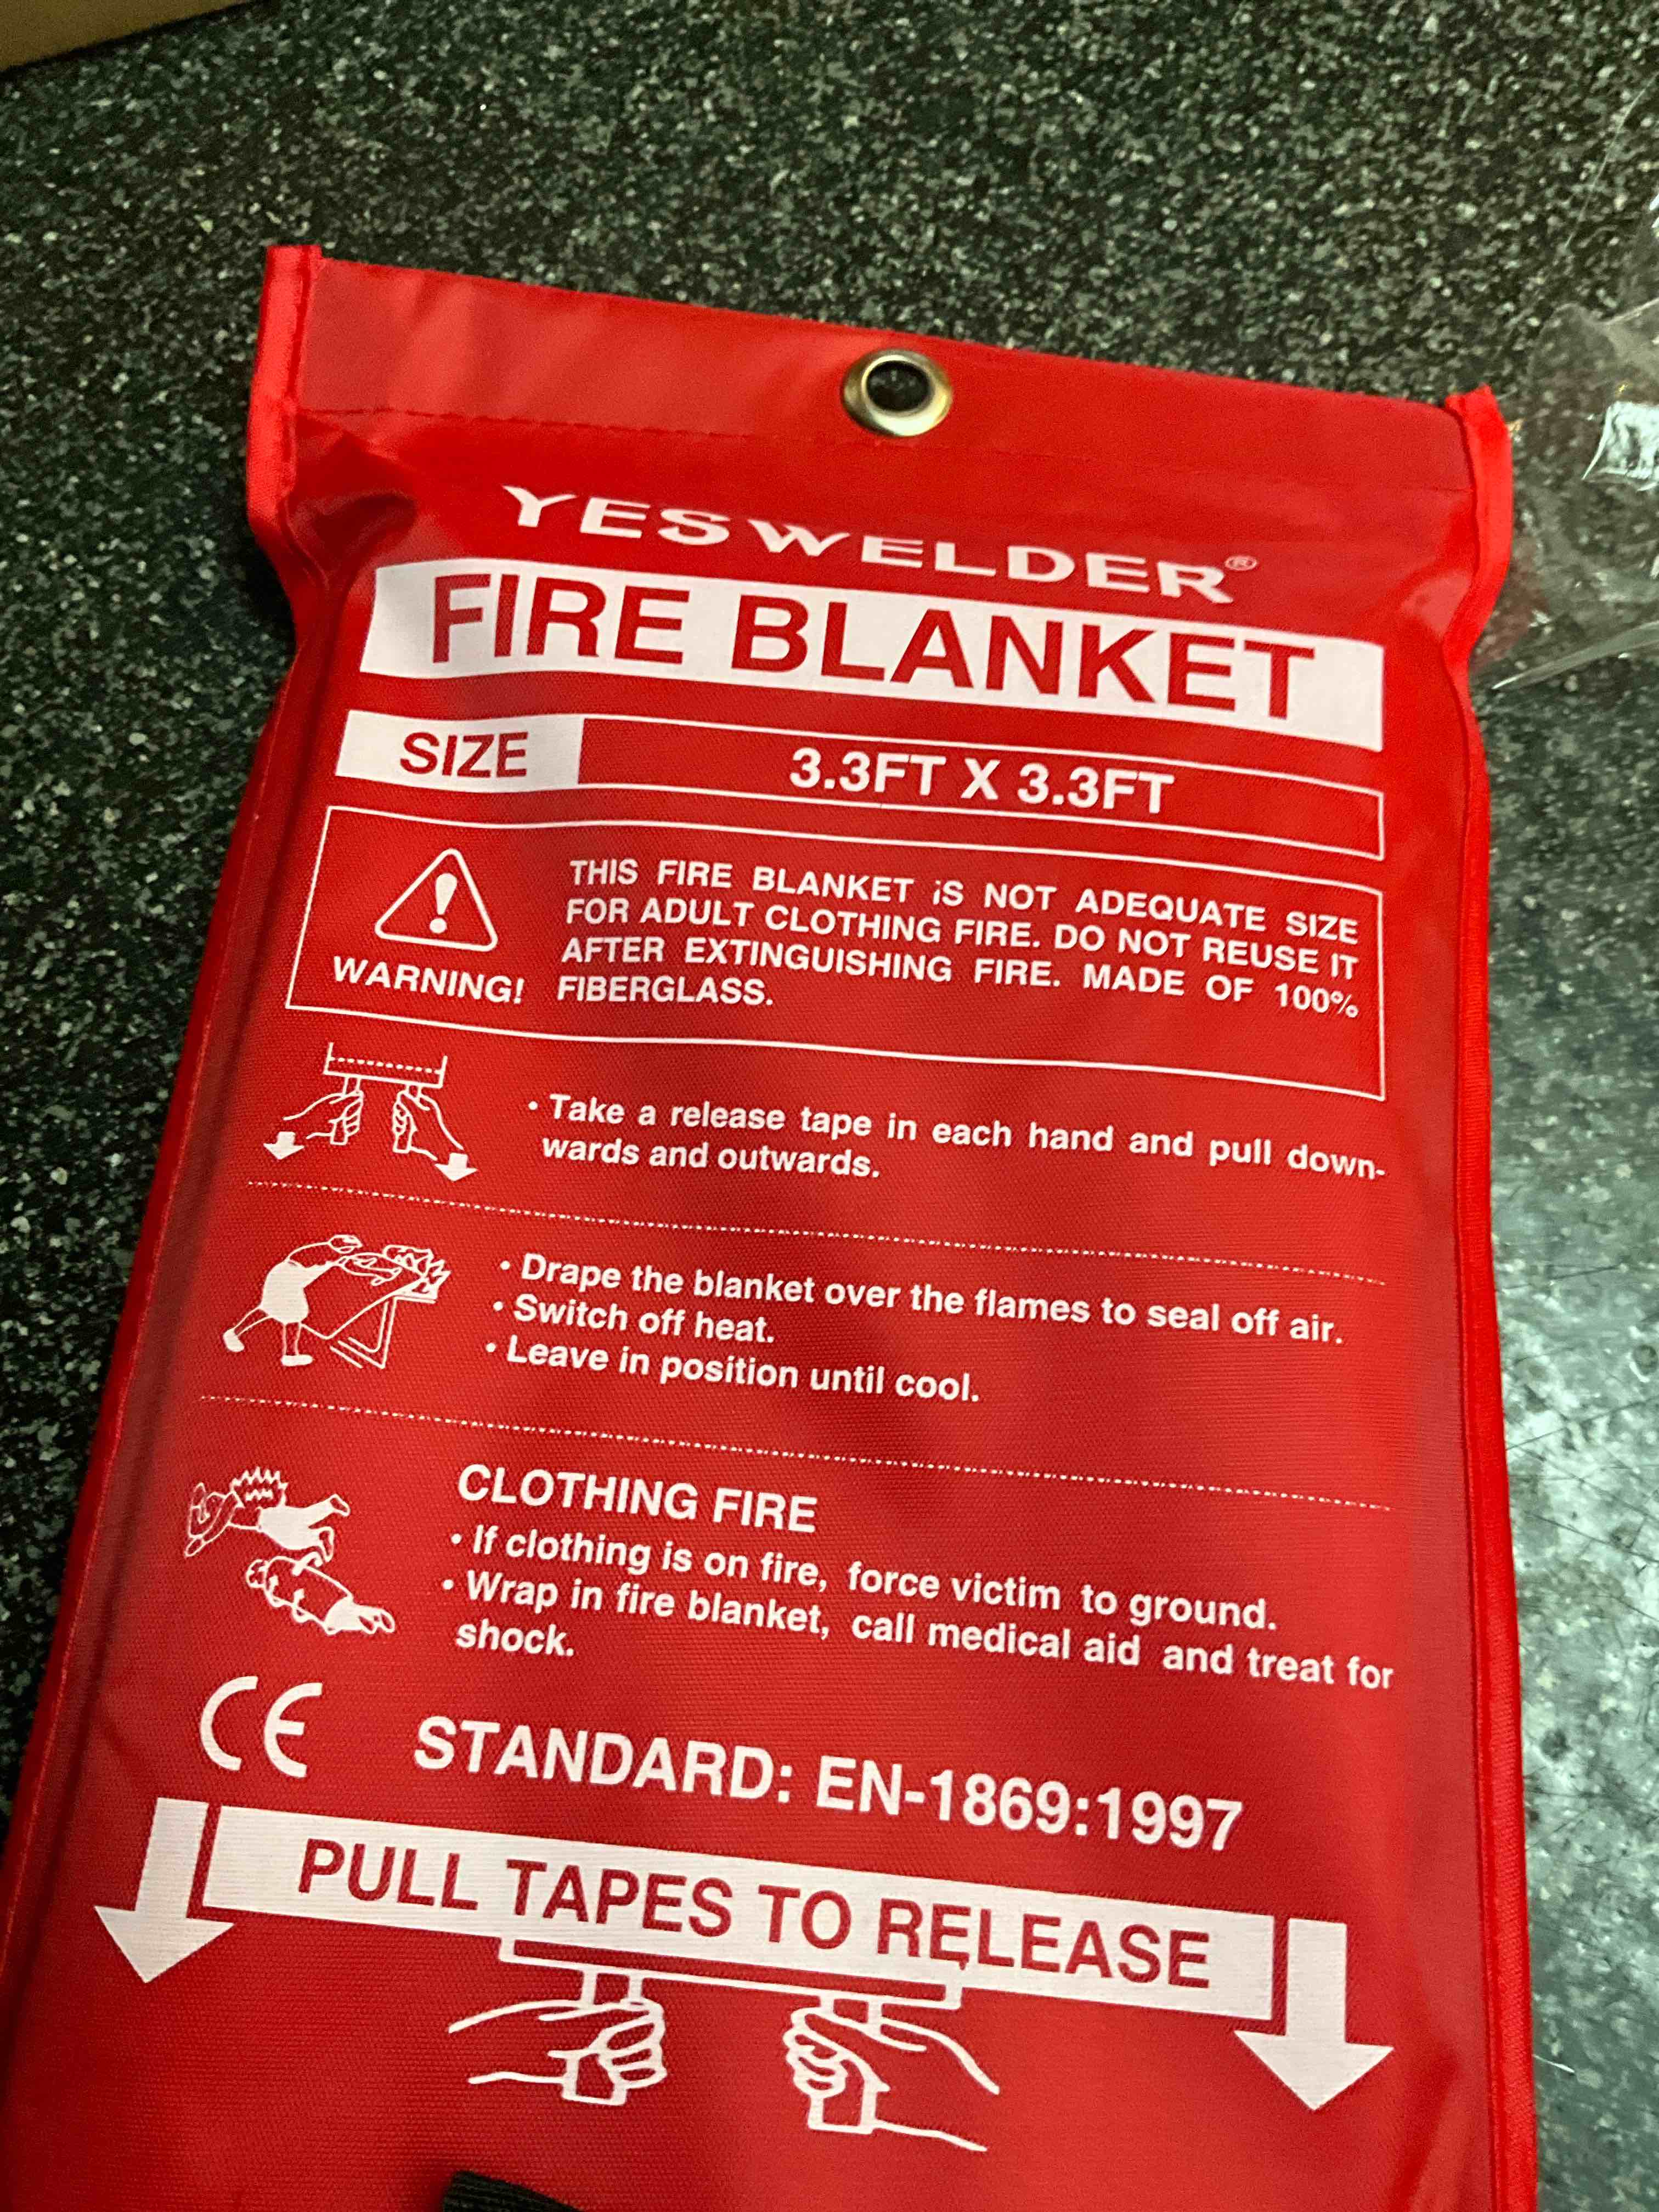 YESWELDER®
FIRE BLANKET
SIZE 3.3FT X 3.3FT
WARNING!
THIS FIRE BLANKET iS NOT ADEQUATE SIZE
FOR ADULT CLOTHING FIRE. DO NOT REUSE IT
AFTER EXTINGUISHING FIRE. MADE OF 100%
FIBERGLASS.
• Take a release tape in each hand and pull down-
wards and outwards.
• Drape the blanket over the flames to seal off air.
• Switch off heat.
• Leave in position until cool.
CLOTHING FIRE
• If clothing is on fire, force victim to ground.
• Wrap in fire blanket, call medical aid and treat for
shock.
CE STANDARD: EN-1869:1997
PULL TAPES TO RELEASE